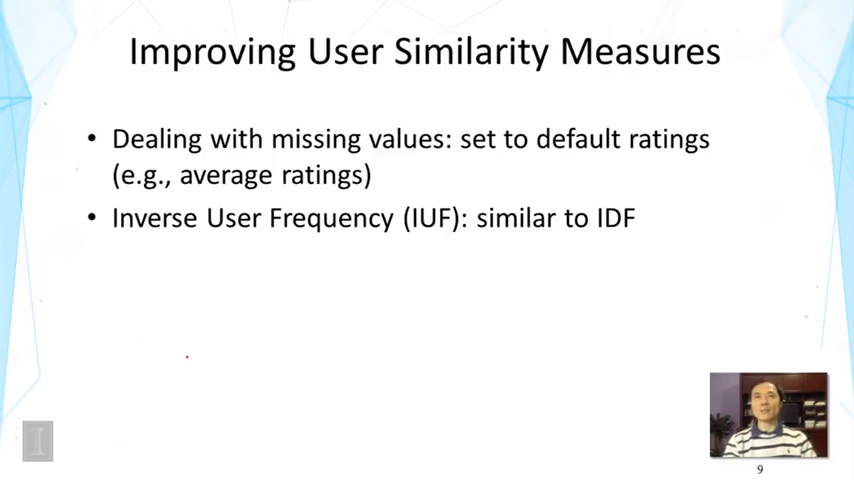 Improving User Similarity Measures
• Dealing with missing values: set to default ratings
(e.g., average ratings)
• Inverse User Frequency (IUF): similar to IDF
I
9